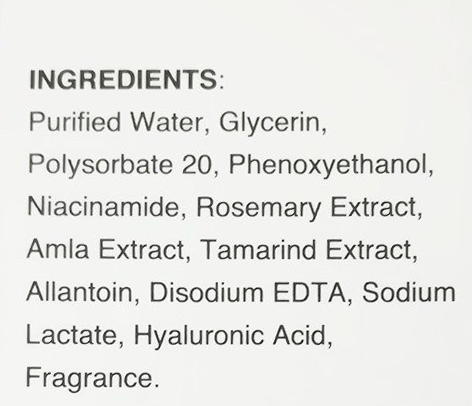 INGREDIENTS:
Purified Water, Glycerin,
Polysorbate 20, Phenoxyethanol,
Niacinamide, Rosemary Extract,
Amla Extract, Tamarind Extract,
Allantoin, Disodium EDTA, Sodium
Lactate, Hyaluronic Acid,
Fragrance.